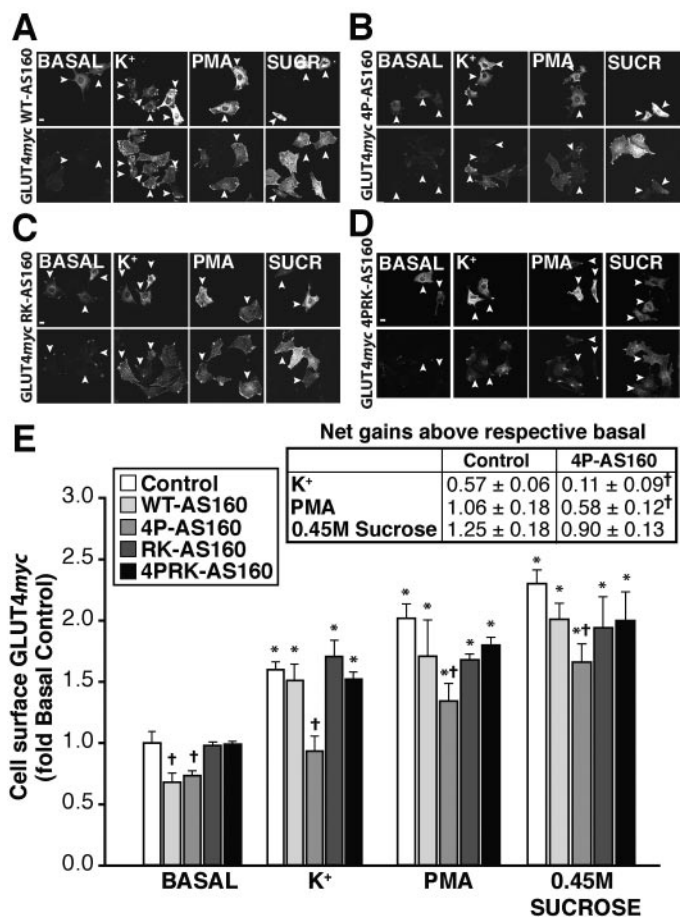 A
B
BASAL K⁺ PMA SUCR
BASAL K⁺ PMA SUCR
GLUT4myc WT-AS160
GLUT4myc 4P-AS160
C
D
BASAL K⁺ PMA SUCR
BASAL K⁺ PMA SUCR
GLUT4myc RK-AS160
GLUT4myc 4PRK-AS160
E
Net gains above respective basal
Control 4P-AS160
K⁺ 0.57 ± 0.06 0.11 ± 0.09†
PMA 1.06 ± 0.18 0.58 ± 0.12†
0.45M Sucrose 1.25 ± 0.18 0.90 ± 0.13
Control
WT-AS160
4P-AS160
RK-AS160
4PRK-AS160
Cell surface GLUT4myc
(fold Basal Control)
3.0
2.5
2.0
1.5
1.0
0.5
0.0
† †
* * † * *
* * *† * *
* * *† * *
BASAL K⁺ PMA 0.45M
SUCROSE